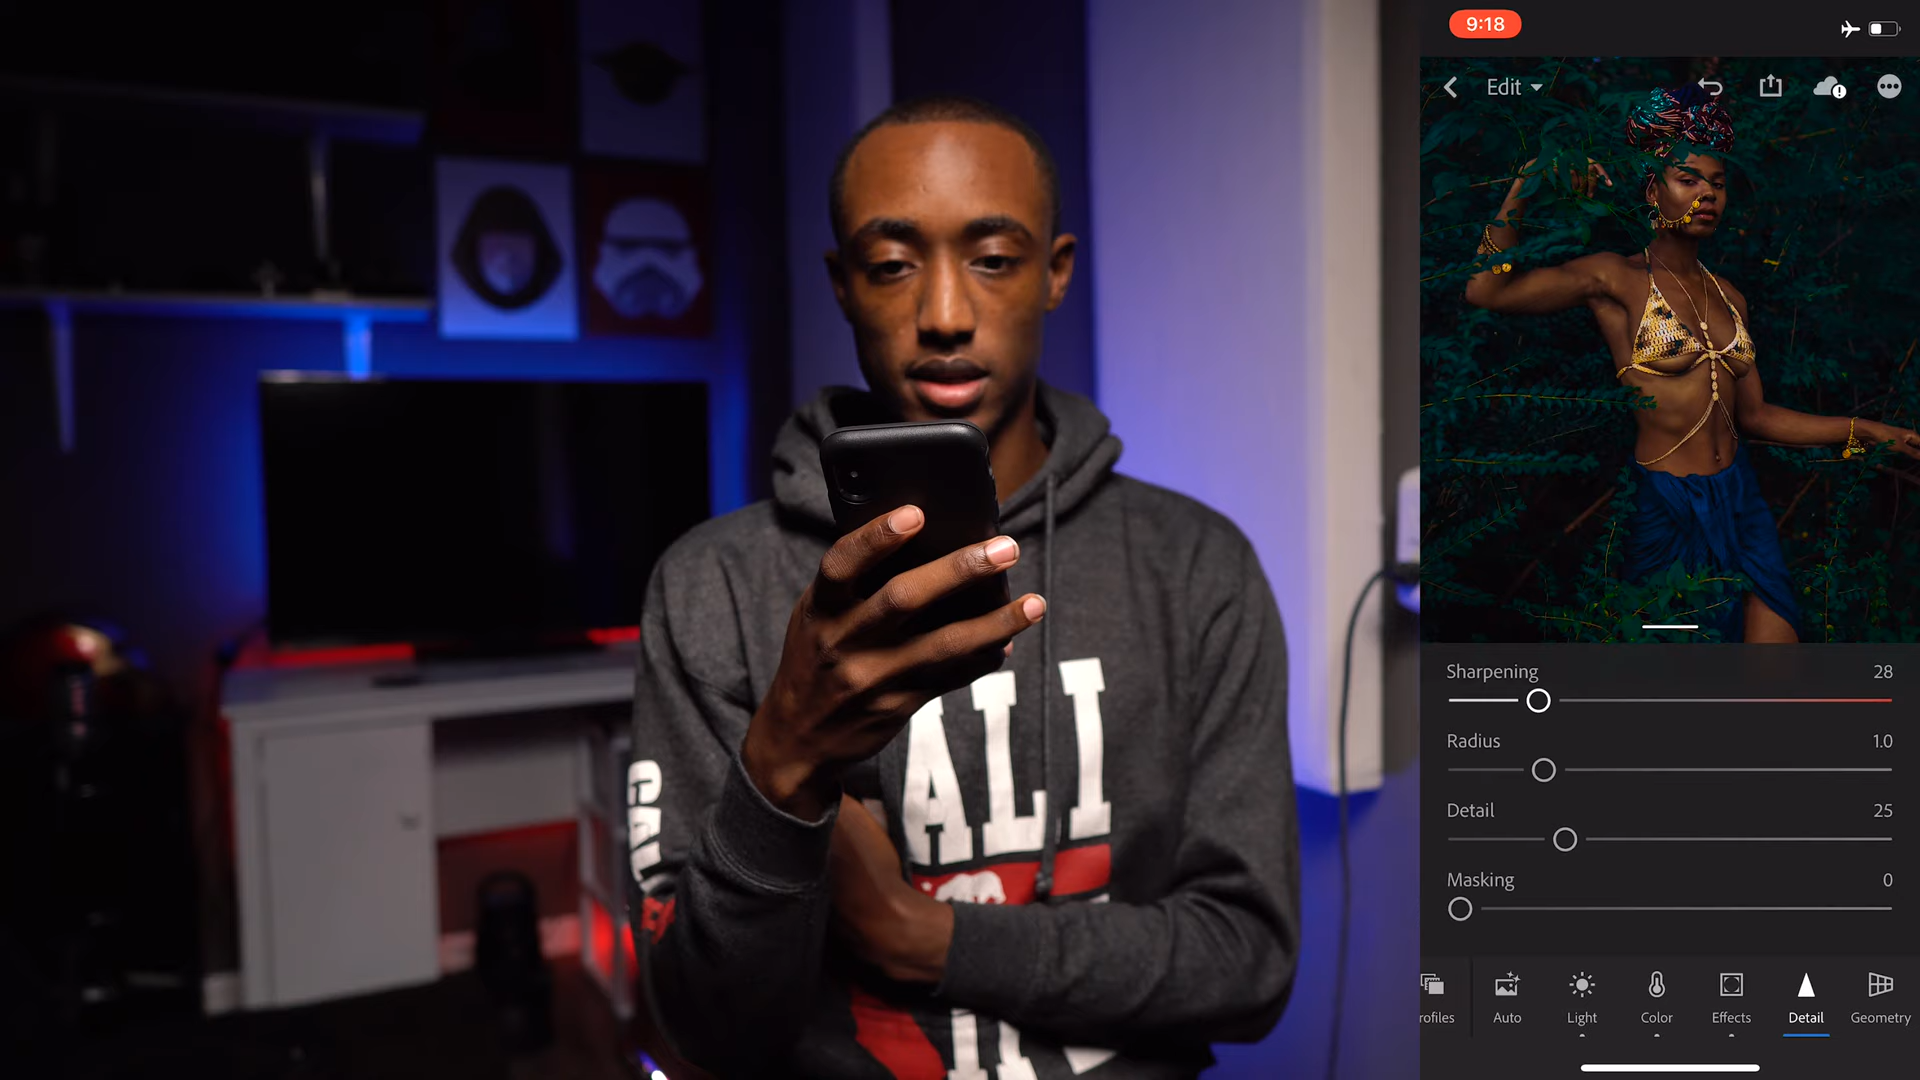 9:18
Edit
Sharpening 28
Radius 1.0
Detail 25
Masking 0
rofiles Auto Light Color Effects Detail Geometry
ALI
CALI